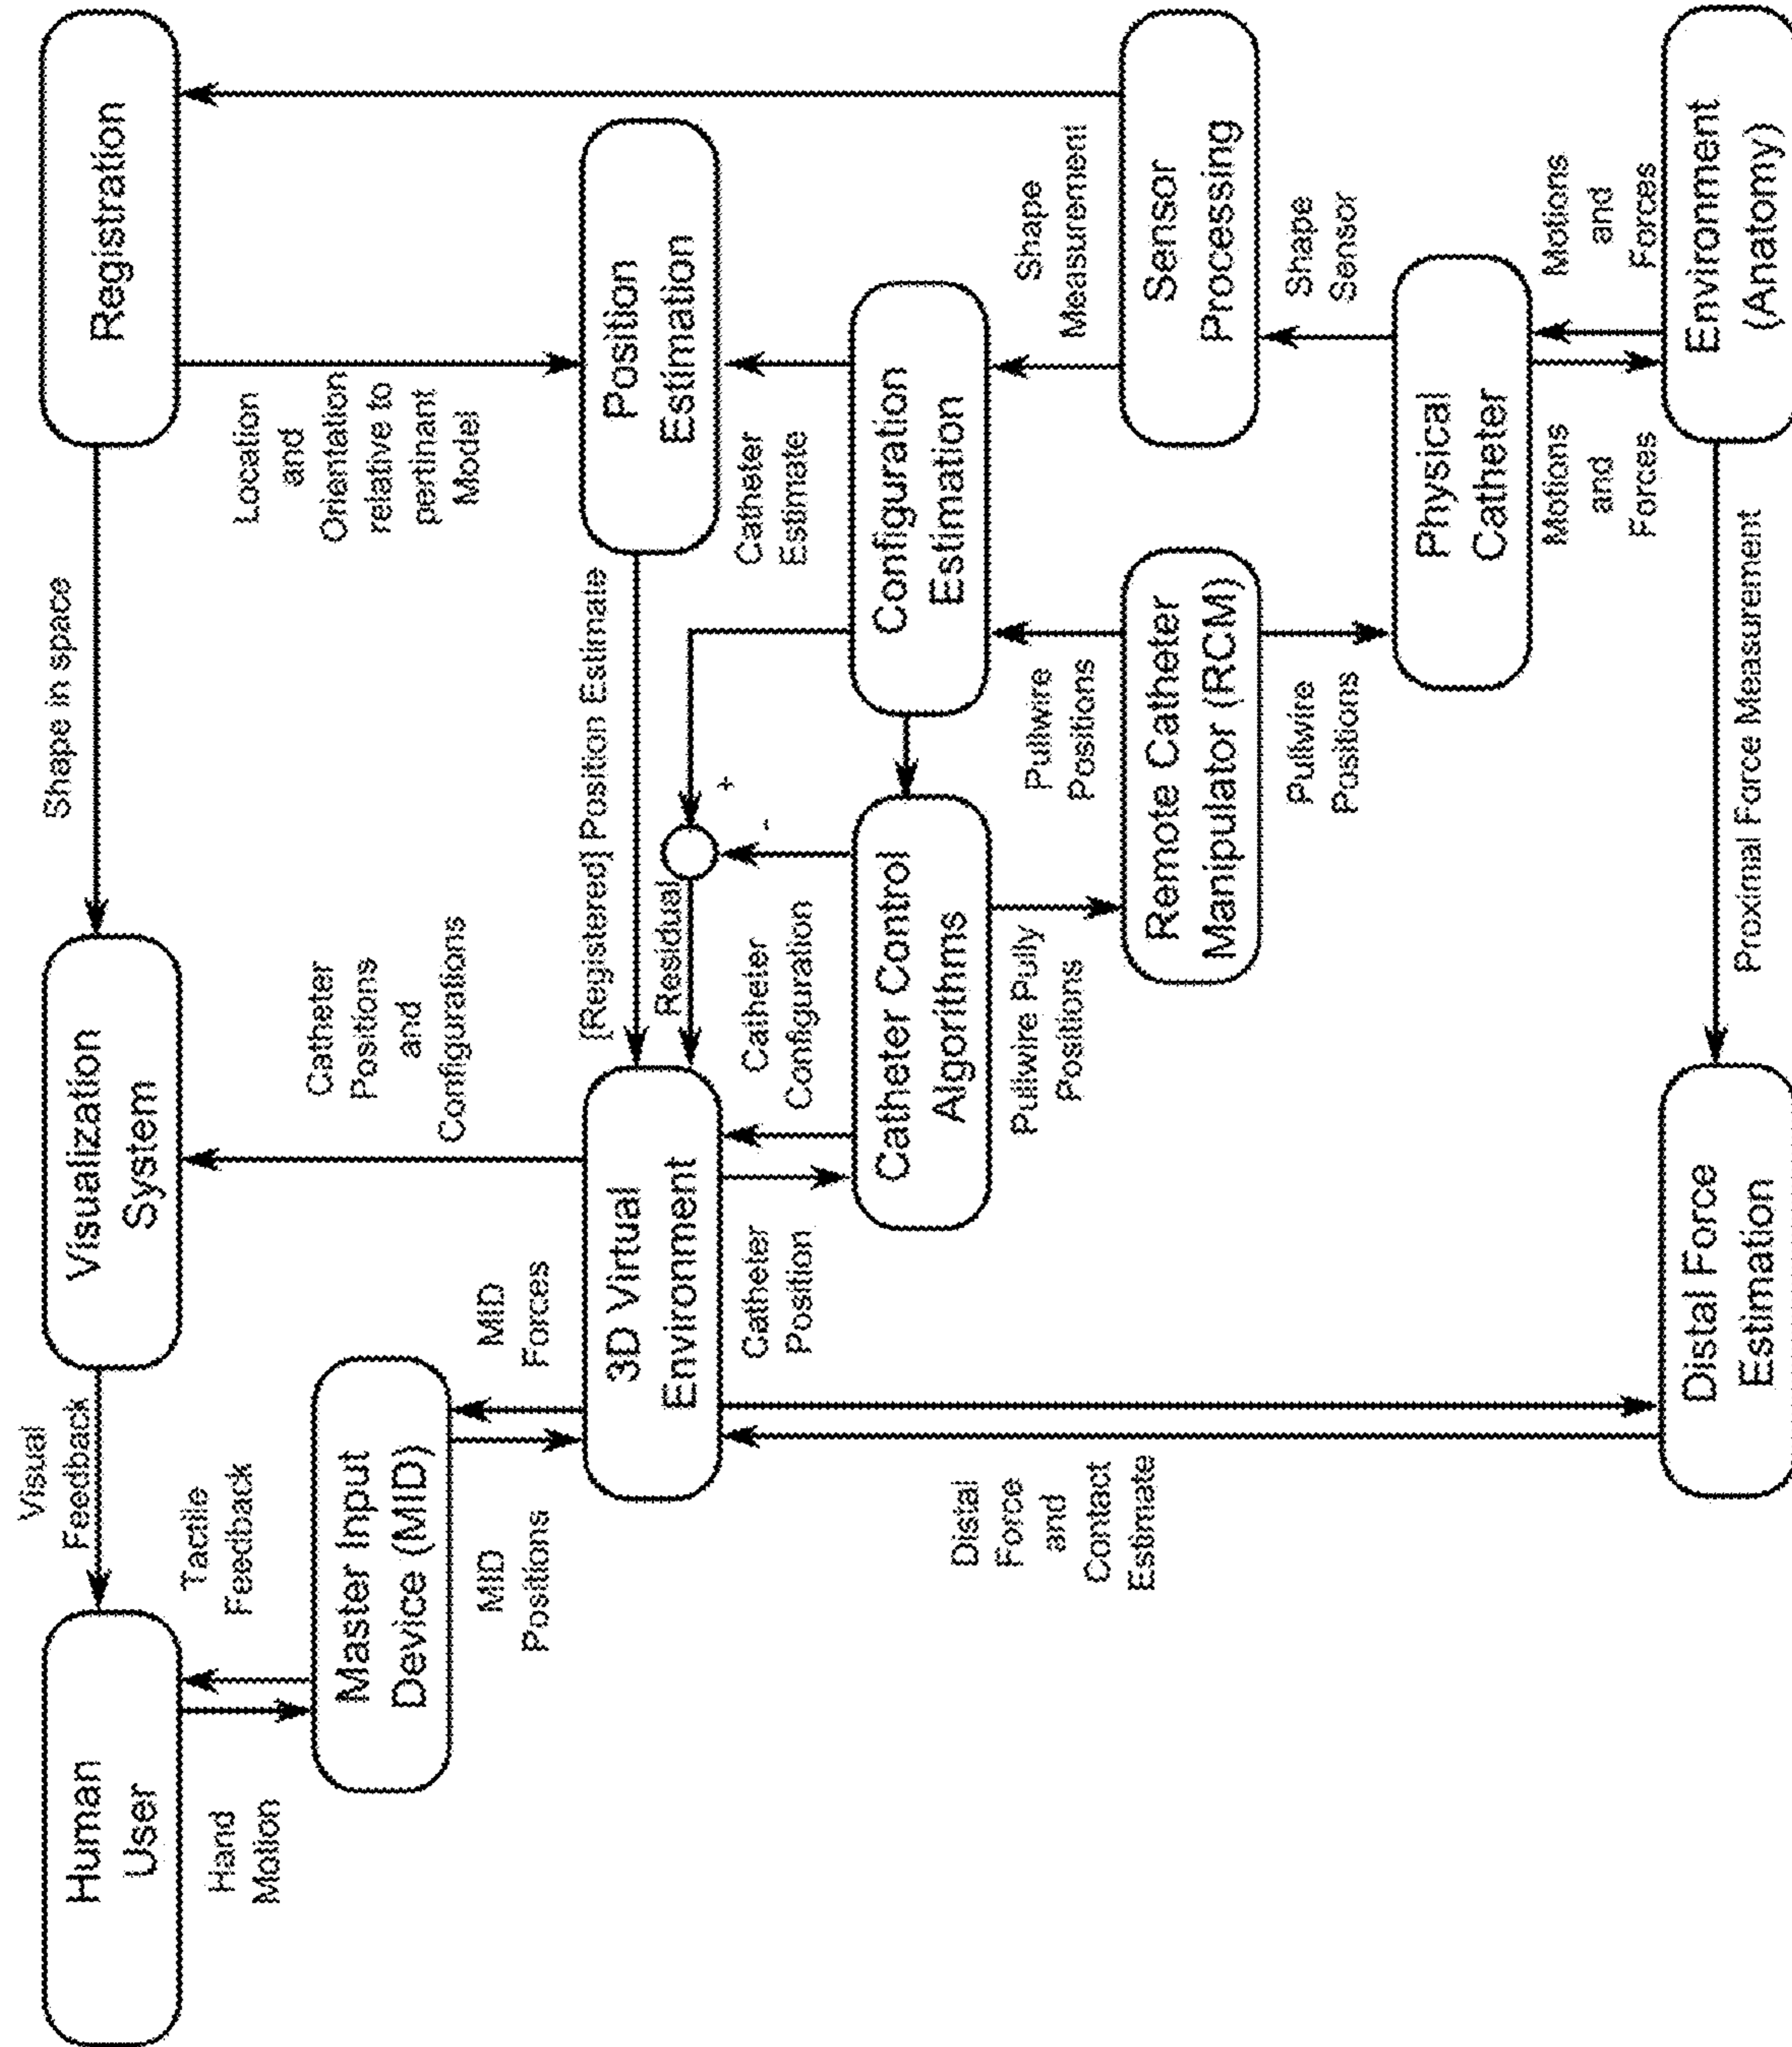 Human
User
Visual
Feedback
Visualization
System
Shape in space
Registration
Hand
Motion
Tactile
Feedback
Master Input
Device (MID)
MID
Positions
MID
Forces
Catheter
Positions
and
Configurations
Location
and
Orientation
relative to
pertinant
Model
3D Virtual
Environment
[Registered] Position Estimate
Residual
Position
Estimation
Catheter
Position
Catheter
Configuration
-
+
Catheter
Estimate
Catheter Control
Algorithms
Configuration
Estimation
Distal
Force
and
Contact
Estimate
Pullwire Pully
Positions
Pullwire
Positions
Shape
Measurement
Remote Catheter
Manipulator (RCM)
Sensor
Processing
Pullwire
Positions
Shape
Sensor
Physical
Catheter
Motions
and
Forces
Motions
and
Forces
Distal Force
Estimation
Proximal Force Measurement
Environment
(Anatomy)